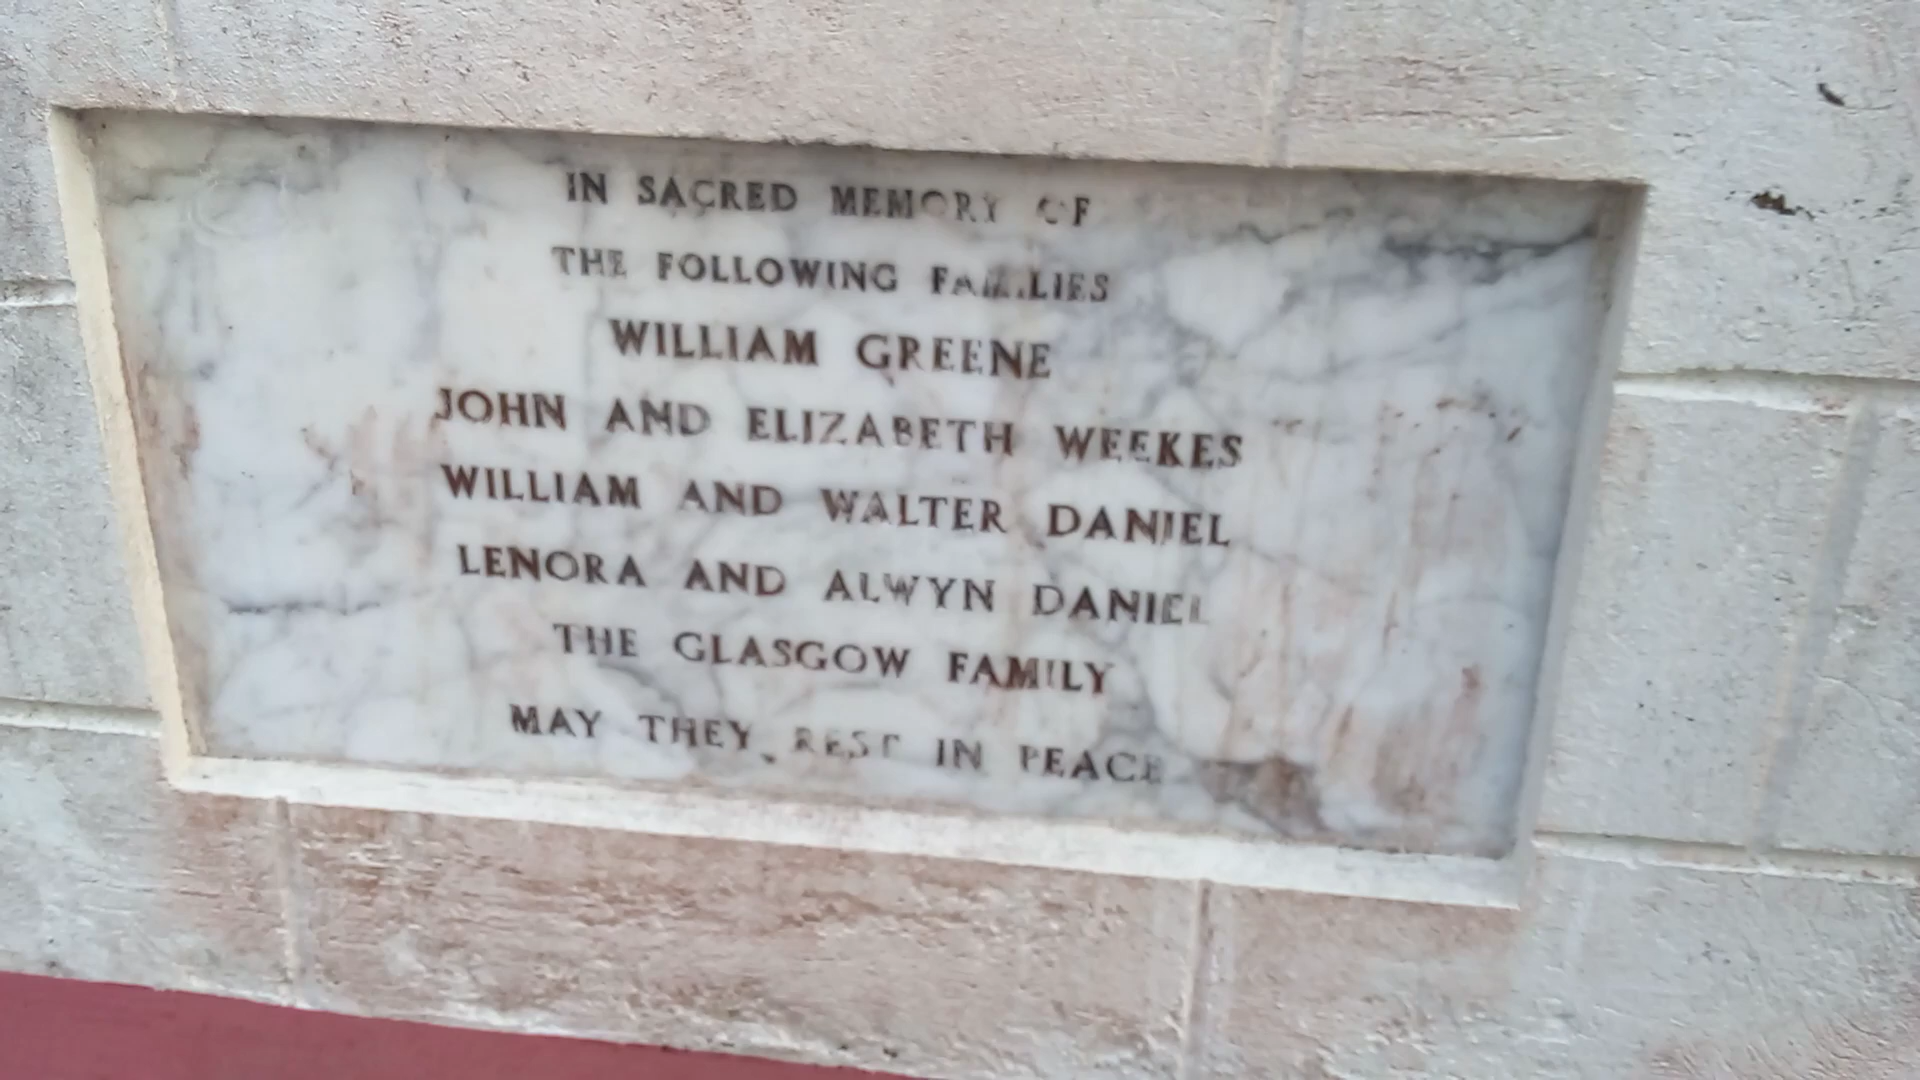 IN SACRED MEMORY OF
THE FOLLOWING FAMILIES
WILLIAM GREENE
JOHN AND ELIZABETH WEEKES
WILLIAM AND WALTER DANIEL
LENORA AND ALWYN DANIEL
THE GLASGOW FAMILY
MAY THEY REST IN PEACE